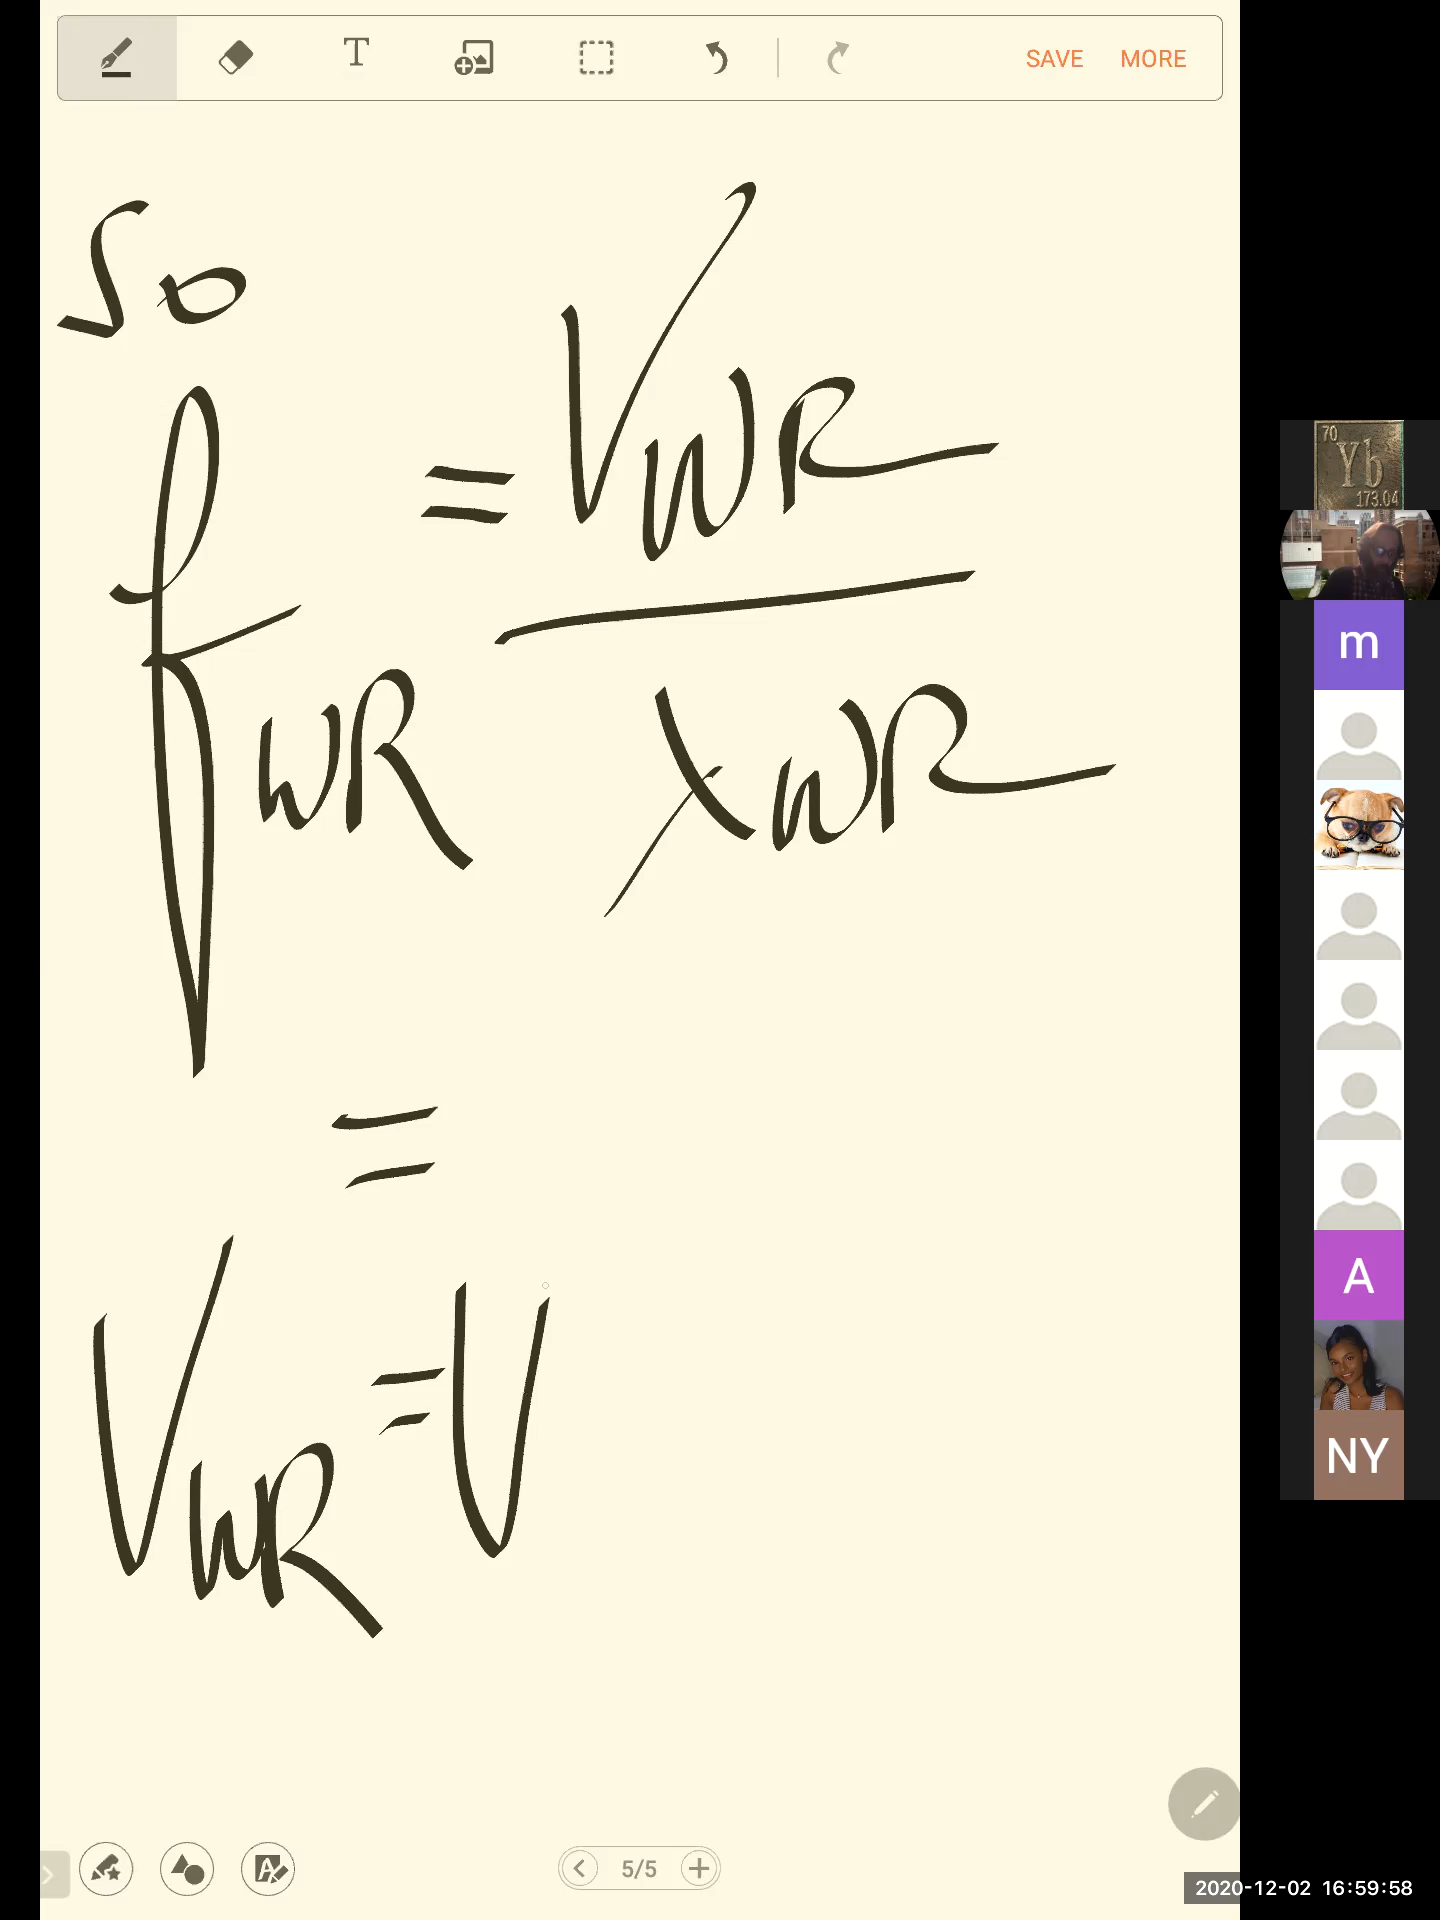 SAVE MORE
So
f_WR = V_WR / λ_WR
=
V_WR = V
70
Yb
173.04
m
A
NY
5/5
2020-12-02 16:59:58